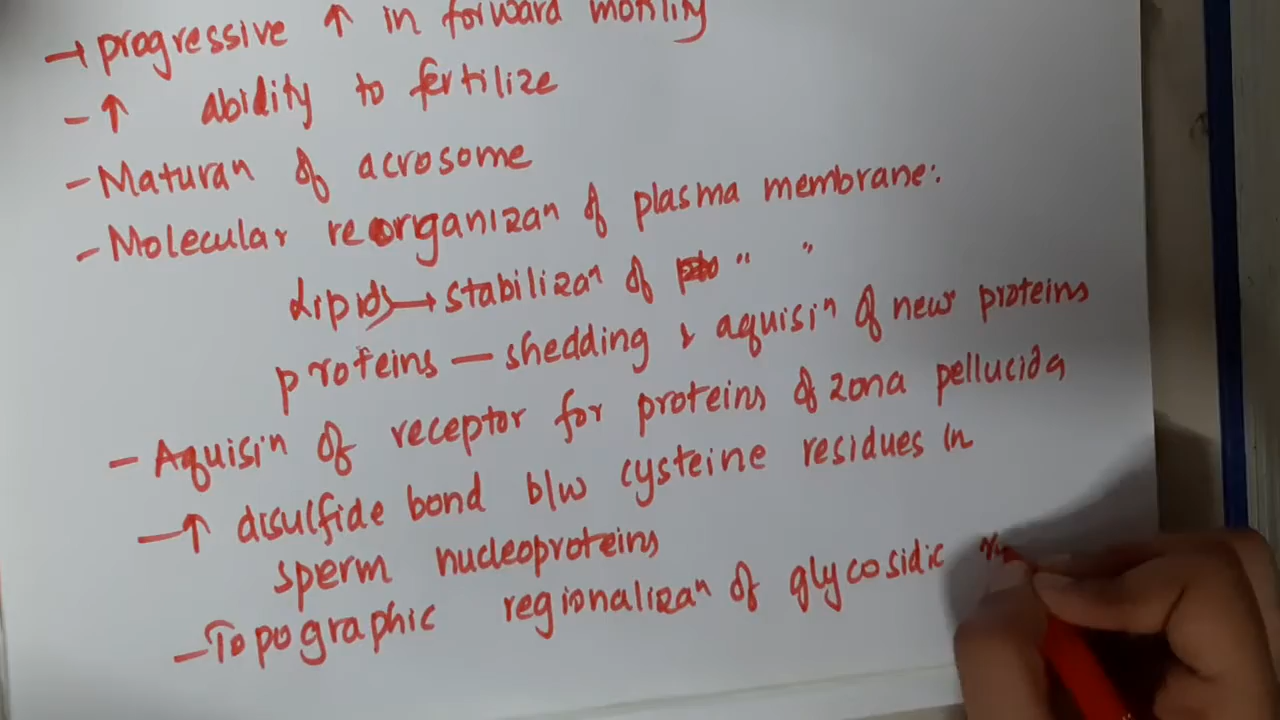 → progressive ↑ in forward motility
- ↑ ability to fertilize
- Maturaⁿ of acrosome
- Molecular reorganizaⁿ of plasma membrane:
Lipids → stabilizaⁿ of " "
proteins — shedding & aquisiⁿ of new proteins
- Aquisiⁿ of receptor for proteins of zona pellucida
- ↑ disulfide bond b/w cysteine residues in
sperm nucleoproteins
- Topographic regionalizaⁿ of glycosidic